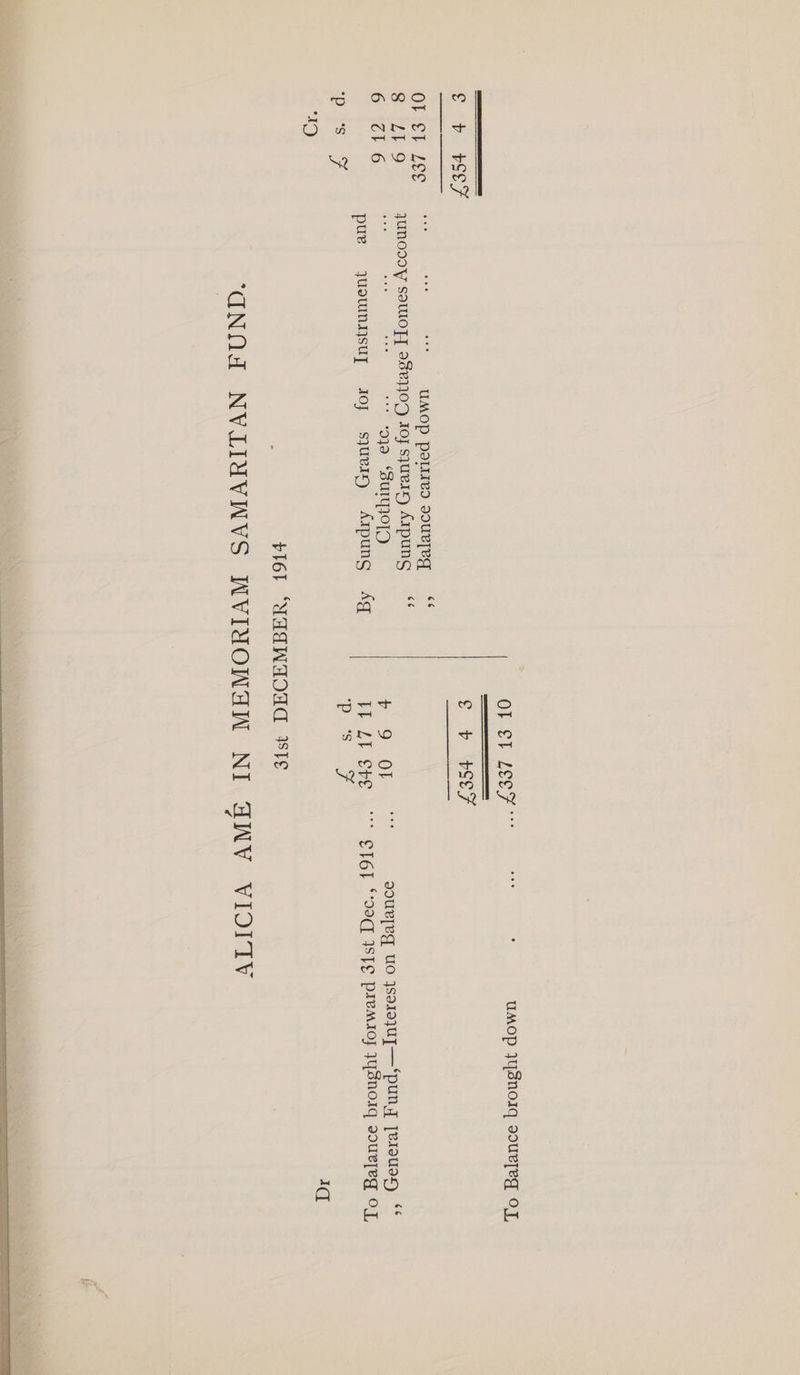 ALICIA AMÉ IN MEMORIAM SAMARITAN FUND.
31st DECEMBER, 1914
Dr
£ s. d.
To Balance brought forward 31st Dec., 1913 ... 343 17 11
,, General Fund,—Interest on Balance ... 10 6 4
£354 4 3
To Balance brought down . ... ... £337 13 10
Cr.
£ s. d.
By Sundry Grants for Instrument and
Clothing, etc. ... ... ... ... 9 12 9
,, Sundry Grants for Cottage Homes Account 6 17 8
,, Balance carried down ... ... ... 337 13 10
£354 4 3